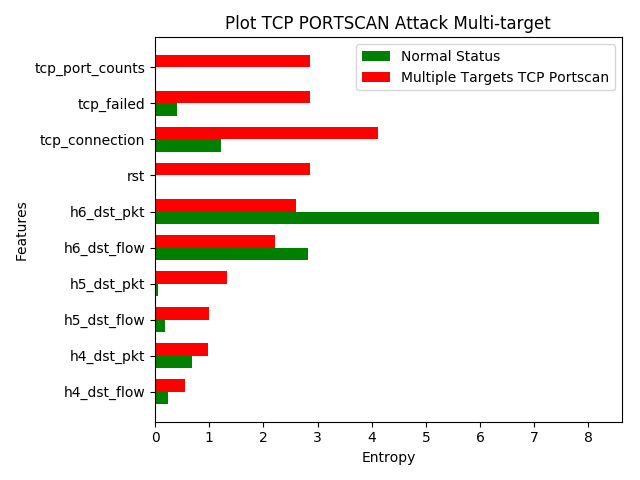 Plot TCP PORTSCAN Attack Multi-target
Normal Status
Multiple Targets TCP Portscan
tcp_port_counts
tcp_failed
tcp_connection
rst
h6_dst_pkt
h6_dst_flow
h5_dst_pkt
h5_dst_flow
h4_dst_pkt
h4_dst_flow
Features
0 1 2 3 4 5 6 7 8
Entropy